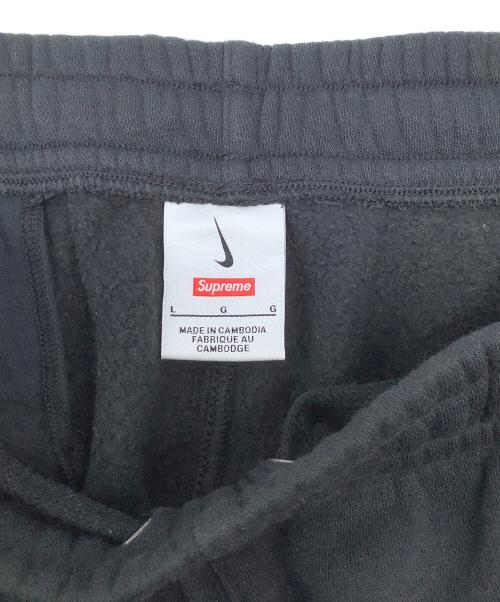 Supreme
L G G
MADE IN CAMBODIA
FABRIQUE AU
CAMBODGE